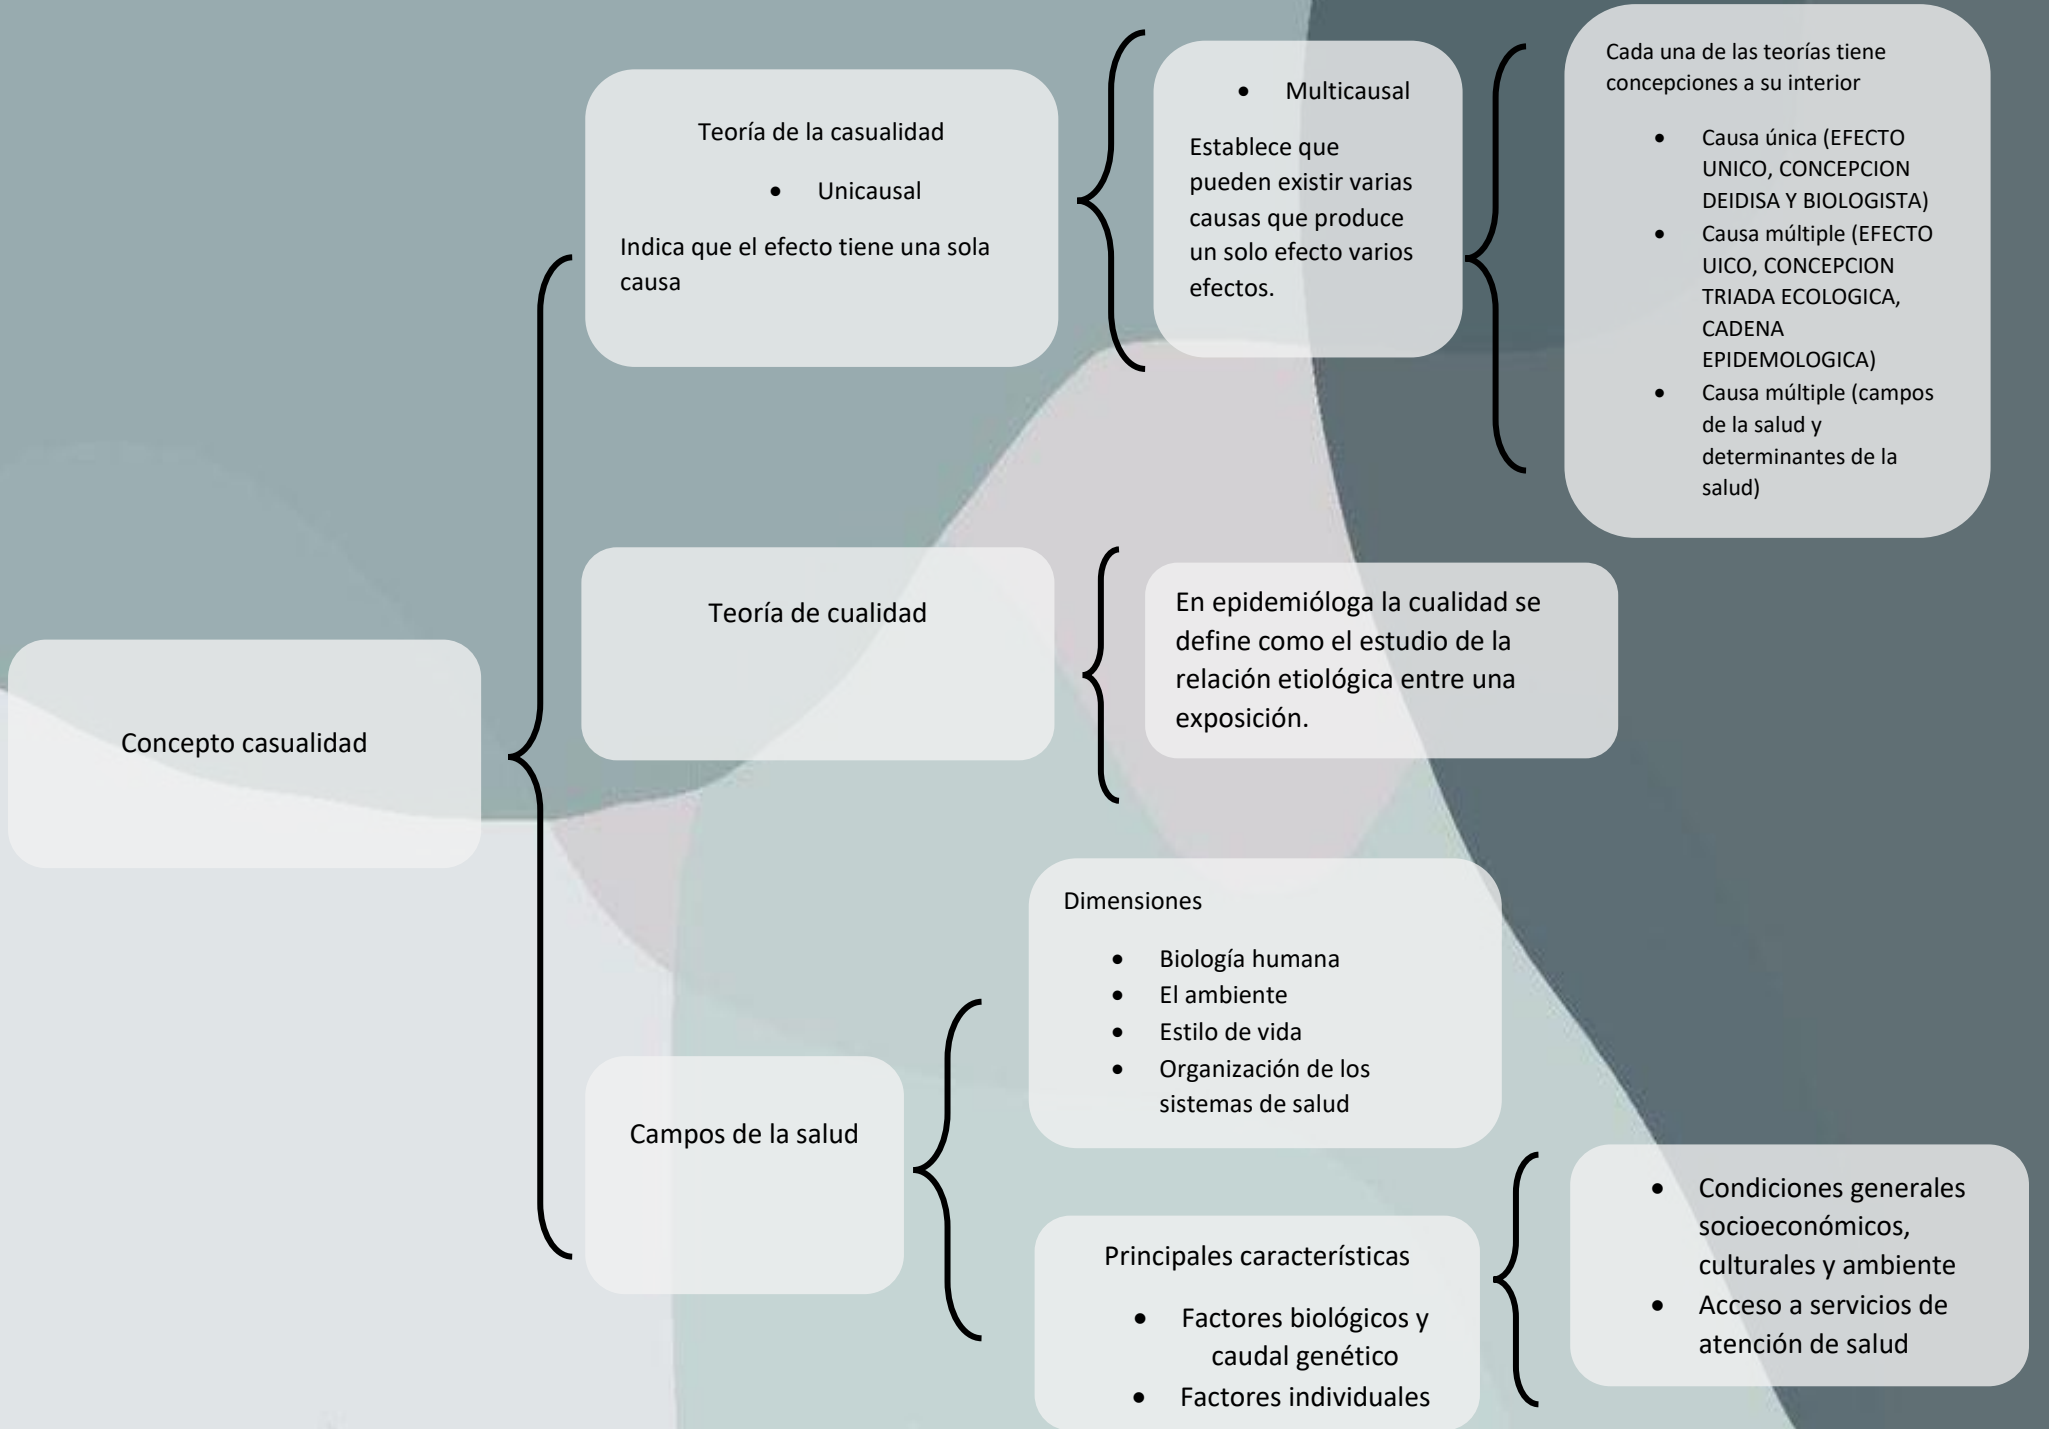 Concepto casualidad
Teoría de la casualidad
• Unicausal
Indica que el efecto tiene una sola
causa
• Multicausal
Establece que
pueden existir varias
causas que produce
un solo efecto varios
efectos.
Cada una de las teorías tiene
concepciones a su interior
• Causa única (EFECTO
UNICO, CONCEPCION
DEIDISA Y BIOLOGISTA)
• Causa múltiple (EFECTO
UICO, CONCEPCION
TRIADA ECOLOGICA,
CADENA
EPIDEMOLOGICA)
• Causa múltiple (campos
de la salud y
determinantes de la
salud)
Teoría de cualidad
En epidemióloga la cualidad se
define como el estudio de la
relación etiológica entre una
exposición.
Campos de la salud
Dimensiones
• Biología humana
• El ambiente
• Estilo de vida
• Organización de los
sistemas de salud
Principales características
• Factores biológicos y
caudal genético
• Factores individuales
• Condiciones generales
socioeconómicos,
culturales y ambiente
• Acceso a servicios de
atención de salud